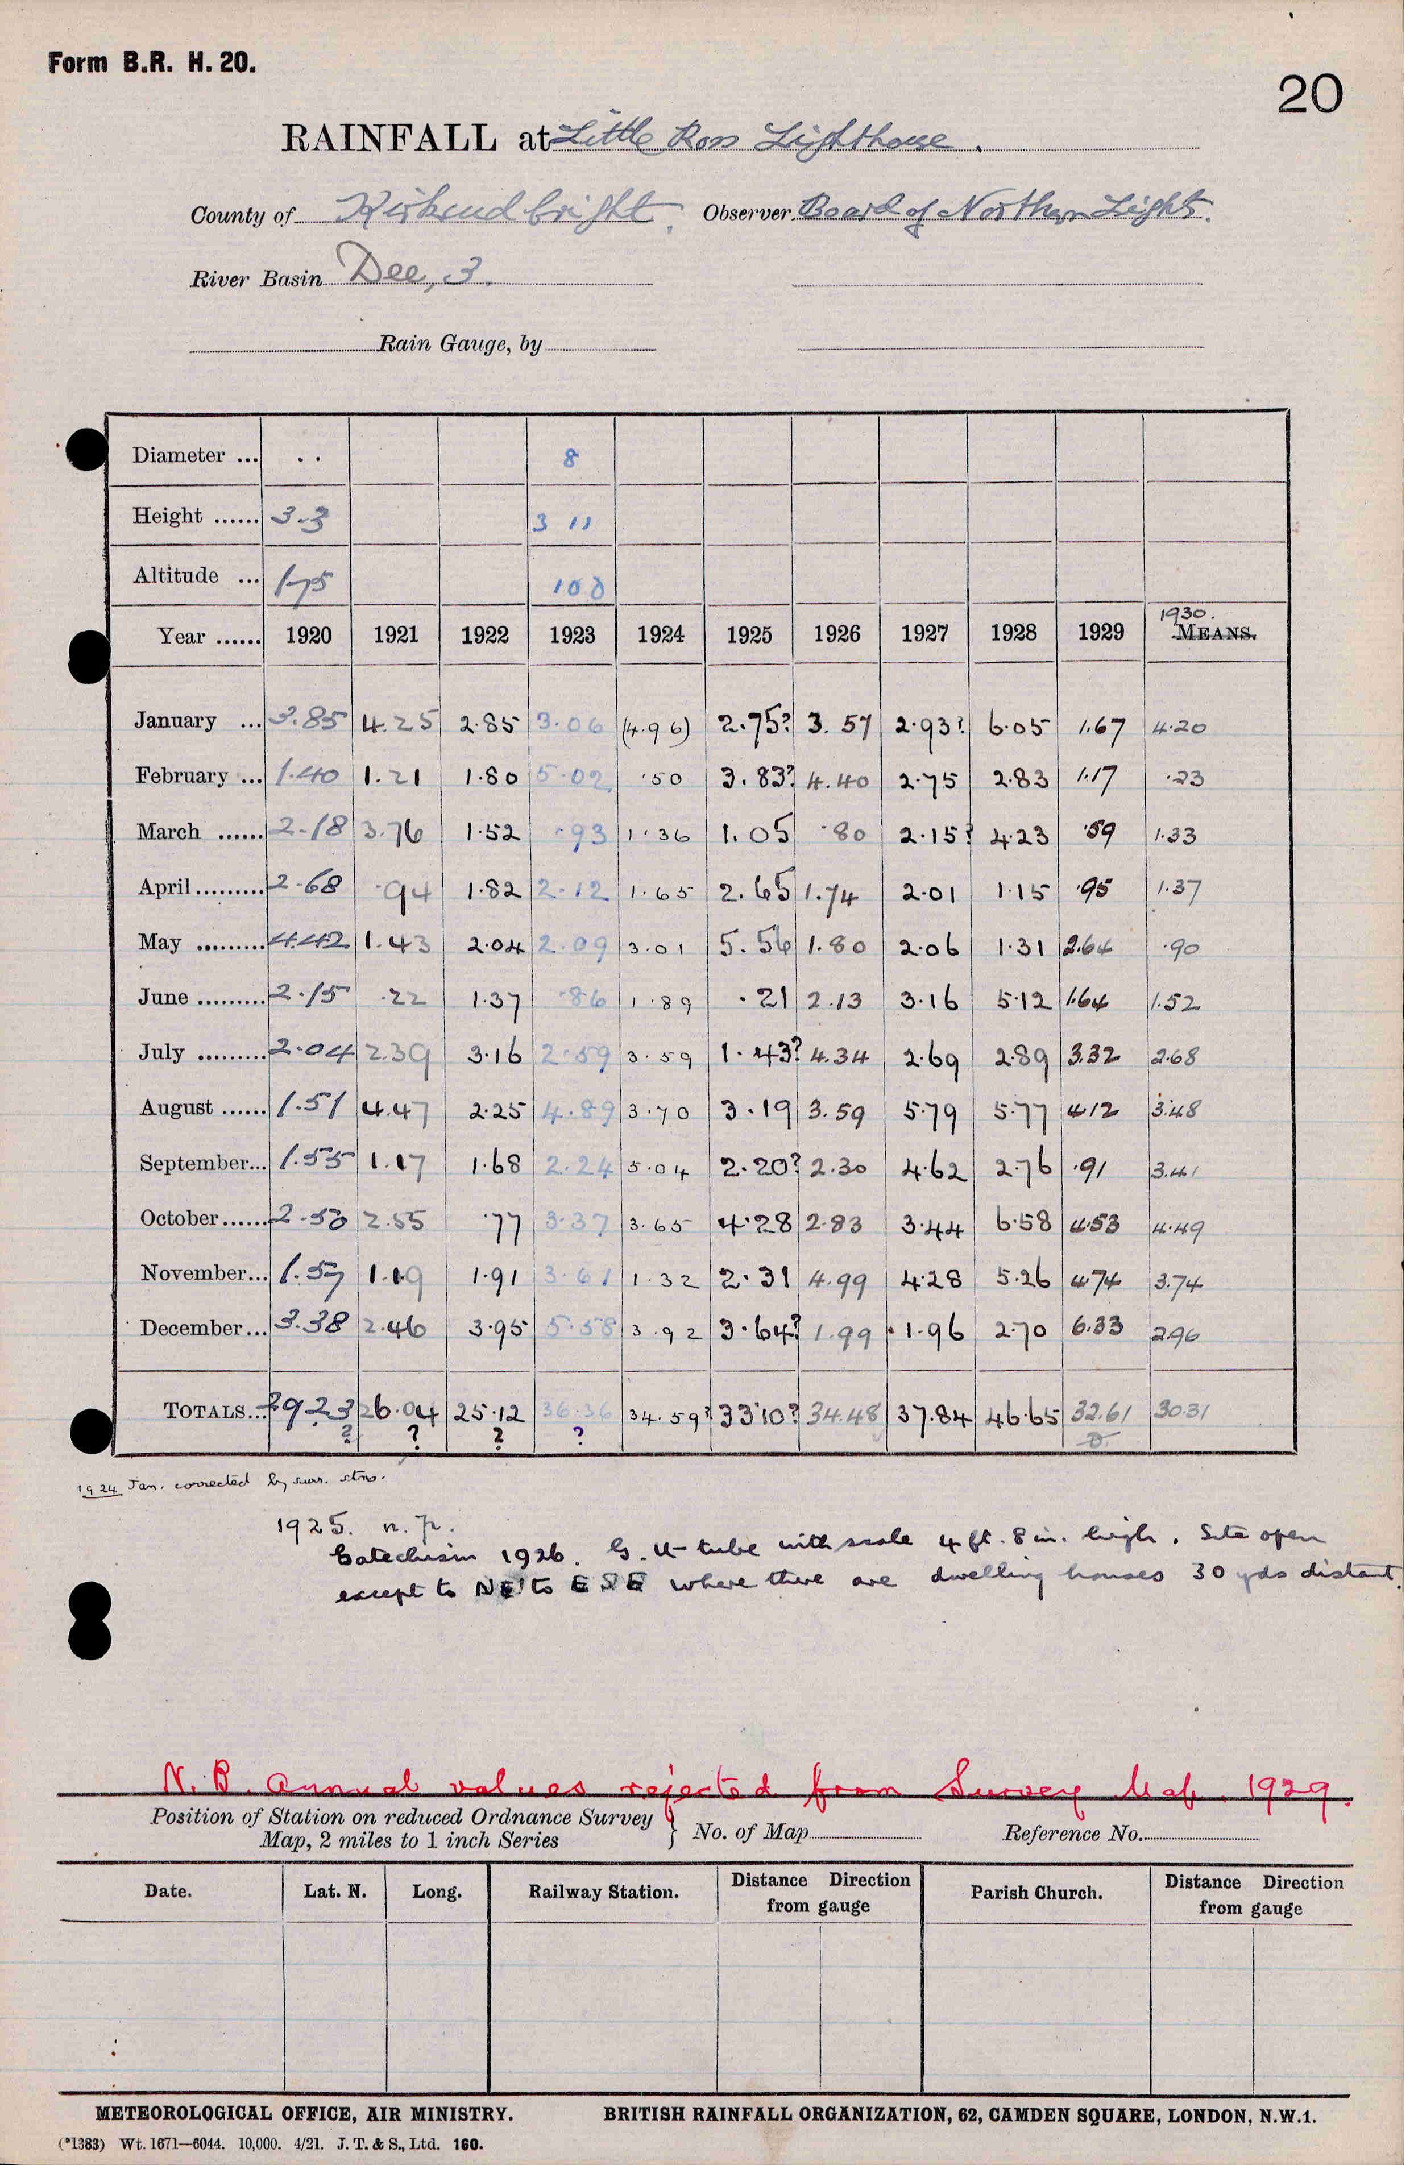 Form B.R. H. 20.
20
RAINFALL at Little Ross Lighthouse.
County of Kirkcudbright. Observer Board of Northern Lights.
River Basin Dee, 3.
Rain Gauge, by
Diameter ... . . 8
Height ...... 3.3 3 11
Altitude ... 175 100
1930.
Year ...... 1920 1921 1922 1923 1924 1925 1926 1927 1928 1929 MEANS.
January ... 3.85 4.25 2.85 3.06 (4.96) 2.75? 3.57 2.93? 6.05 1.67 4.20
February ... 1.40 1.21 1.80 5.02 .50 3.83? 4.40 2.75 2.83 1.17 .23
March ...... 2.18 3.76 1.52 .93 1.36 1.05 .80 2.15? 4.23 .59 1.33
April ......... 2.68 .94 1.82 2.12 1.65 2.65 1.74 2.01 1.15 .95 1.37
May ......... 4.42 1.43 2.04 2.09 3.01 5.56 1.80 2.06 1.31 2.64 .90
June ......... 2.15 .22 1.37 .86 1.89 .21 2.13 3.16 5.12 1.64 1.52
July ......... 2.04 2.39 3.16 2.59 3.59 1.43? 4.34 2.69 2.89 3.32 2.68
August ...... 1.51 4.47 2.25 4.89 3.70 3.19 3.59 5.79 5.77 4.12 3.48
September... 1.55 1.17 1.68 2.24 5.04 2.20? 2.30 4.62 2.76 .91 3.41
October...... 2.50 2.55 .77 3.37 3.65 4.28 2.83 3.44 6.58 4.53 4.49
November... 1.57 1.19 1.91 3.61 1.32 2.31 4.99 4.28 5.26 4.74 3.74
December... 3.38 2.46 3.95 5.58 3.92 3.64? 1.99 1.96 2.70 6.33 2.96
TOTALS... 29.23 26.04 25.12 36.36 34.59? 33.10? 34.48 37.84 46.65 32.61 30.31
? ? ? ?
1924 Jan. corrected by surr. stns.
1925. n. p.
Catechism 1926. G. U-tube with scale 4 ft. 8 in. high. Site open
except to NE to ESE where there are dwelling houses 30 yds distant.
N.B. Annual values rejected from Survey Map. 1929.
Position of Station on reduced Ordnance Survey
Map, 2 miles to 1 inch Series } No. of Map Reference No.
Date. Lat. N. Long. Railway Station. Distance Direction from gauge Parish Church. Distance Direction from gauge
METEOROLOGICAL OFFICE, AIR MINISTRY. BRITISH RAINFALL ORGANIZATION, 62, CAMDEN SQUARE, LONDON, N.W.1.
(*1383) Wt. 1671—6044. 10,000. 4/21. J. T. & S., Ltd. 160.